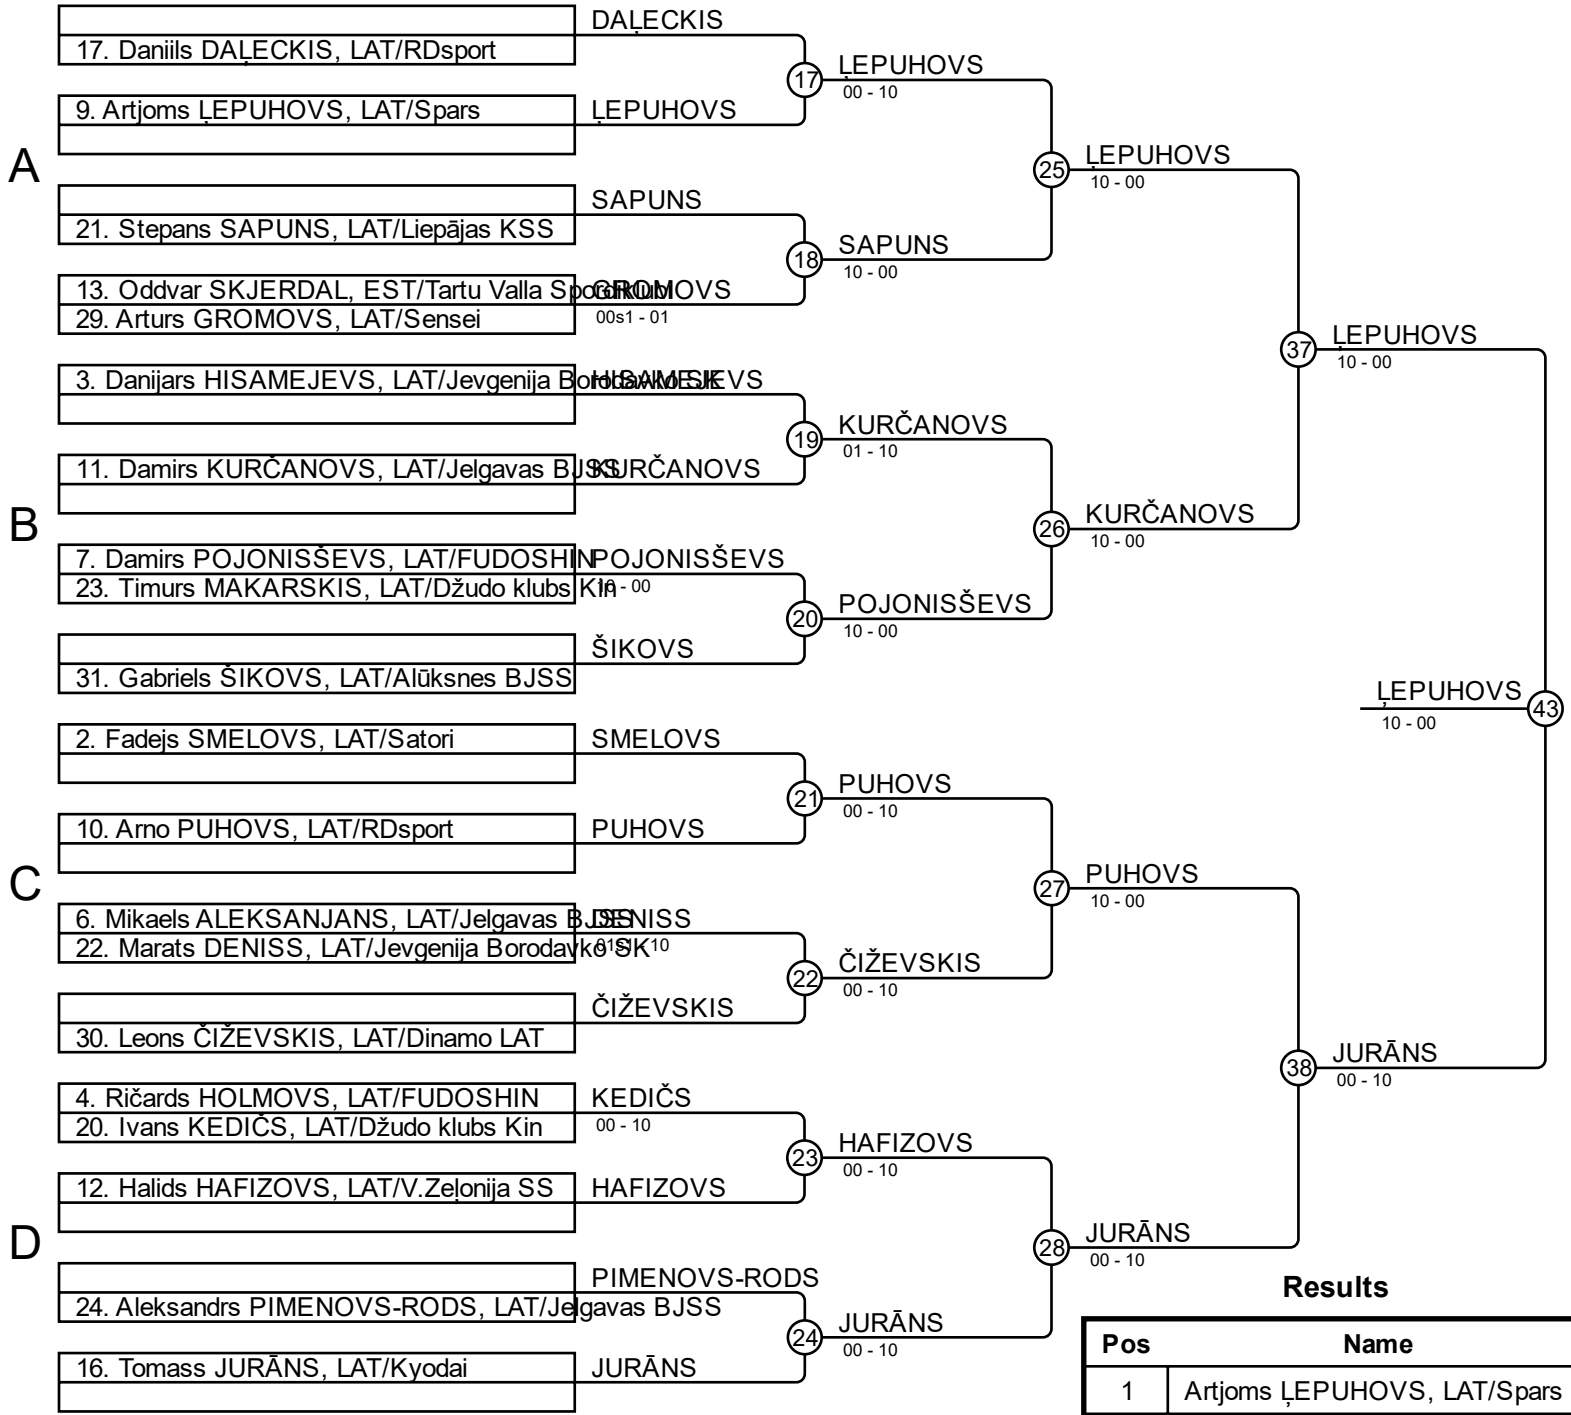 DAĻECKIS
17. Daniils DAĻECKIS, LAT/RDsport
17
ĻEPUHOVS
00 - 10
9. Artjoms ĻEPUHOVS, LAT/Spars
ĻEPUHOVS
A
25
ĻEPUHOVS
10 - 00
SAPUNS
21. Stepans SAPUNS, LAT/Liepājas KSS
18
SAPUNS
10 - 00
13. Oddvar SKJERDAL, EST/Tartu Valla Spordiklubi
GROMOVS
29. Arturs GROMOVS, LAT/Sensei
00s1 - 01
37
ĻEPUHOVS
10 - 00
3. Danijars HISAMEJEVS, LAT/Jevgenija Borodavko SK
HISAMEJEVS
19
KURČANOVS
01 - 10
11. Damirs KURČANOVS, LAT/Jelgavas BJSS
KURČANOVS
B
26
KURČANOVS
10 - 00
7. Damirs POJONISŠEVS, LAT/FUDOSHIN
POJONISŠEVS
23. Timurs MAKARSKIS, LAT/Džudo klubs Kin
10 - 00
20
POJONISŠEVS
10 - 00
ŠIKOVS
31. Gabriels ŠIKOVS, LAT/Alūksnes BJSS
ĻEPUHOVS
43
10 - 00
2. Fadejs SMELOVS, LAT/Satori
SMELOVS
21
PUHOVS
00 - 10
10. Arno PUHOVS, LAT/RDsport
PUHOVS
C
27
PUHOVS
10 - 00
6. Mikaels ALEKSANJANS, LAT/Jelgavas BJSS
DENISS
22. Marats DENISS, LAT/Jevgenija Borodavko SK
01s1 - 10
22
ČIŽEVSKIS
00 - 10
ČIŽEVSKIS
30. Leons ČIŽEVSKIS, LAT/Dinamo LAT
38
JURĀNS
00 - 10
4. Ričards HOLMOVS, LAT/FUDOSHIN
KEDIČS
20. Ivans KEDIČS, LAT/Džudo klubs Kin
00 - 10
23
HAFIZOVS
00 - 10
12. Halids HAFIZOVS, LAT/V.Zeļonija SS
HAFIZOVS
D
28
JURĀNS
00 - 10
PIMENOVS-RODS
24. Aleksandrs PIMENOVS-RODS, LAT/Jelgavas BJSS
24
JURĀNS
00 - 10
16. Tomass JURĀNS, LAT/Kyodai
JURĀNS
Results
Pos Name
1 Artjoms ĻEPUHOVS, LAT/Spars